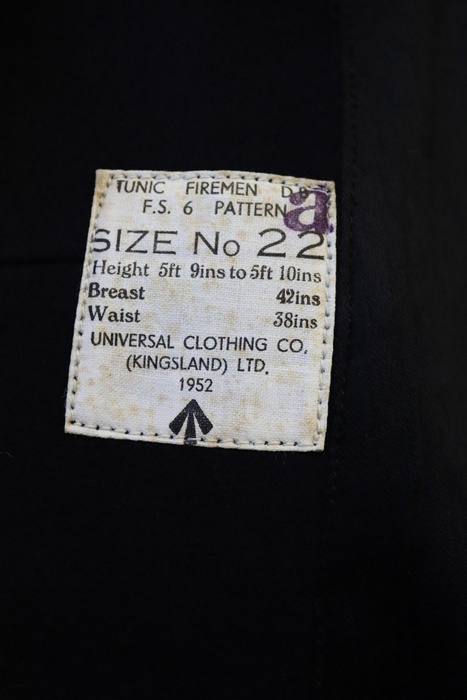 TUNIC FIREMEN D.B.
F.S. 6 PATTERN
a
SIZE No 22
Height 5ft 9ins to 5ft 10ins
Breast 42ins
Waist 38ins
UNIVERSAL CLOTHING CO,
(KINGSLAND) LTD.
1952